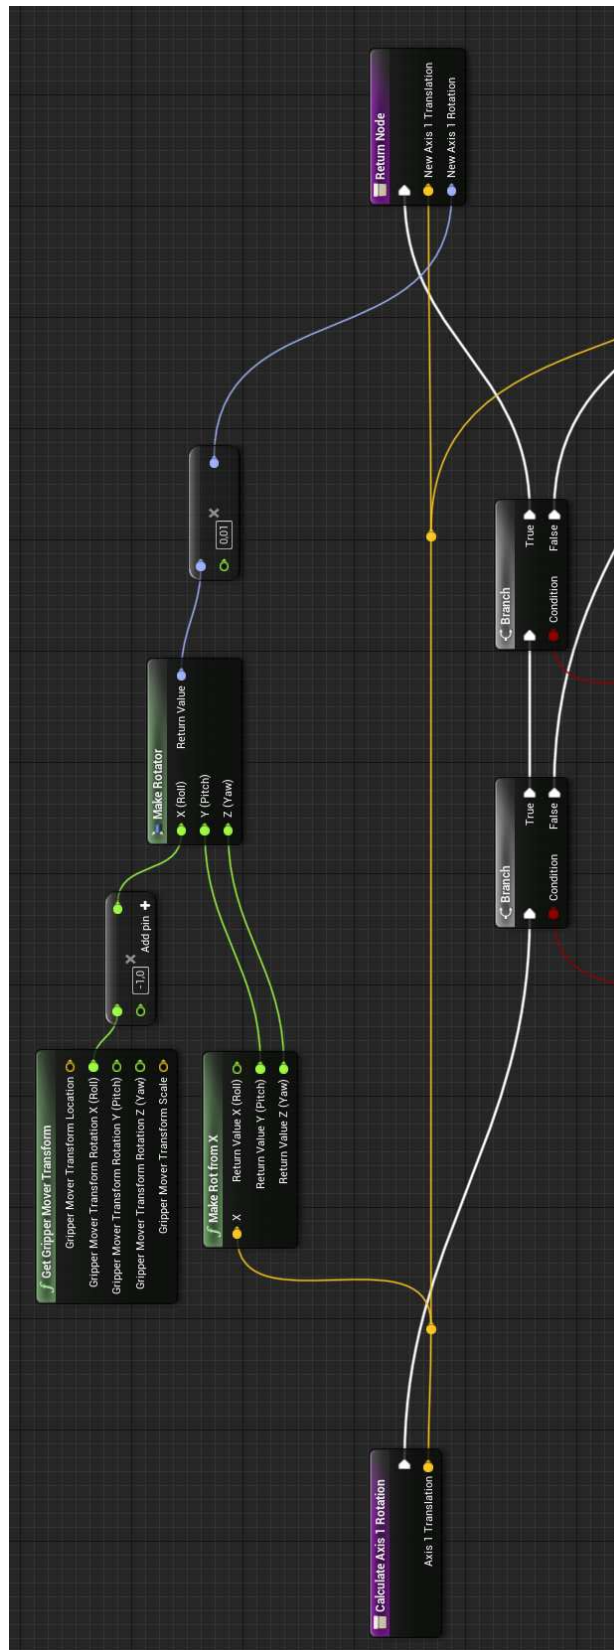 Calculate Axis 1 Rotation
Axis 1 Translation
Get Gripper Mover Transform
Gripper Mover Transform Location
Gripper Mover Transform Rotation X (Roll)
Gripper Mover Transform Rotation Y (Pitch)
Gripper Mover Transform Rotation Z (Yaw)
Gripper Mover Transform Scale
Make Rot from X
X
Return Value X (Roll)
Return Value Y (Pitch)
Return Value Z (Yaw)
-1,0
Add pin
Make Rotator
X (Roll)
Return Value
Y (Pitch)
Z (Yaw)
0,01
Branch
True
Condition
False
Branch
True
Condition
False
Return Node
New Axis 1 Translation
New Axis 1 Rotation